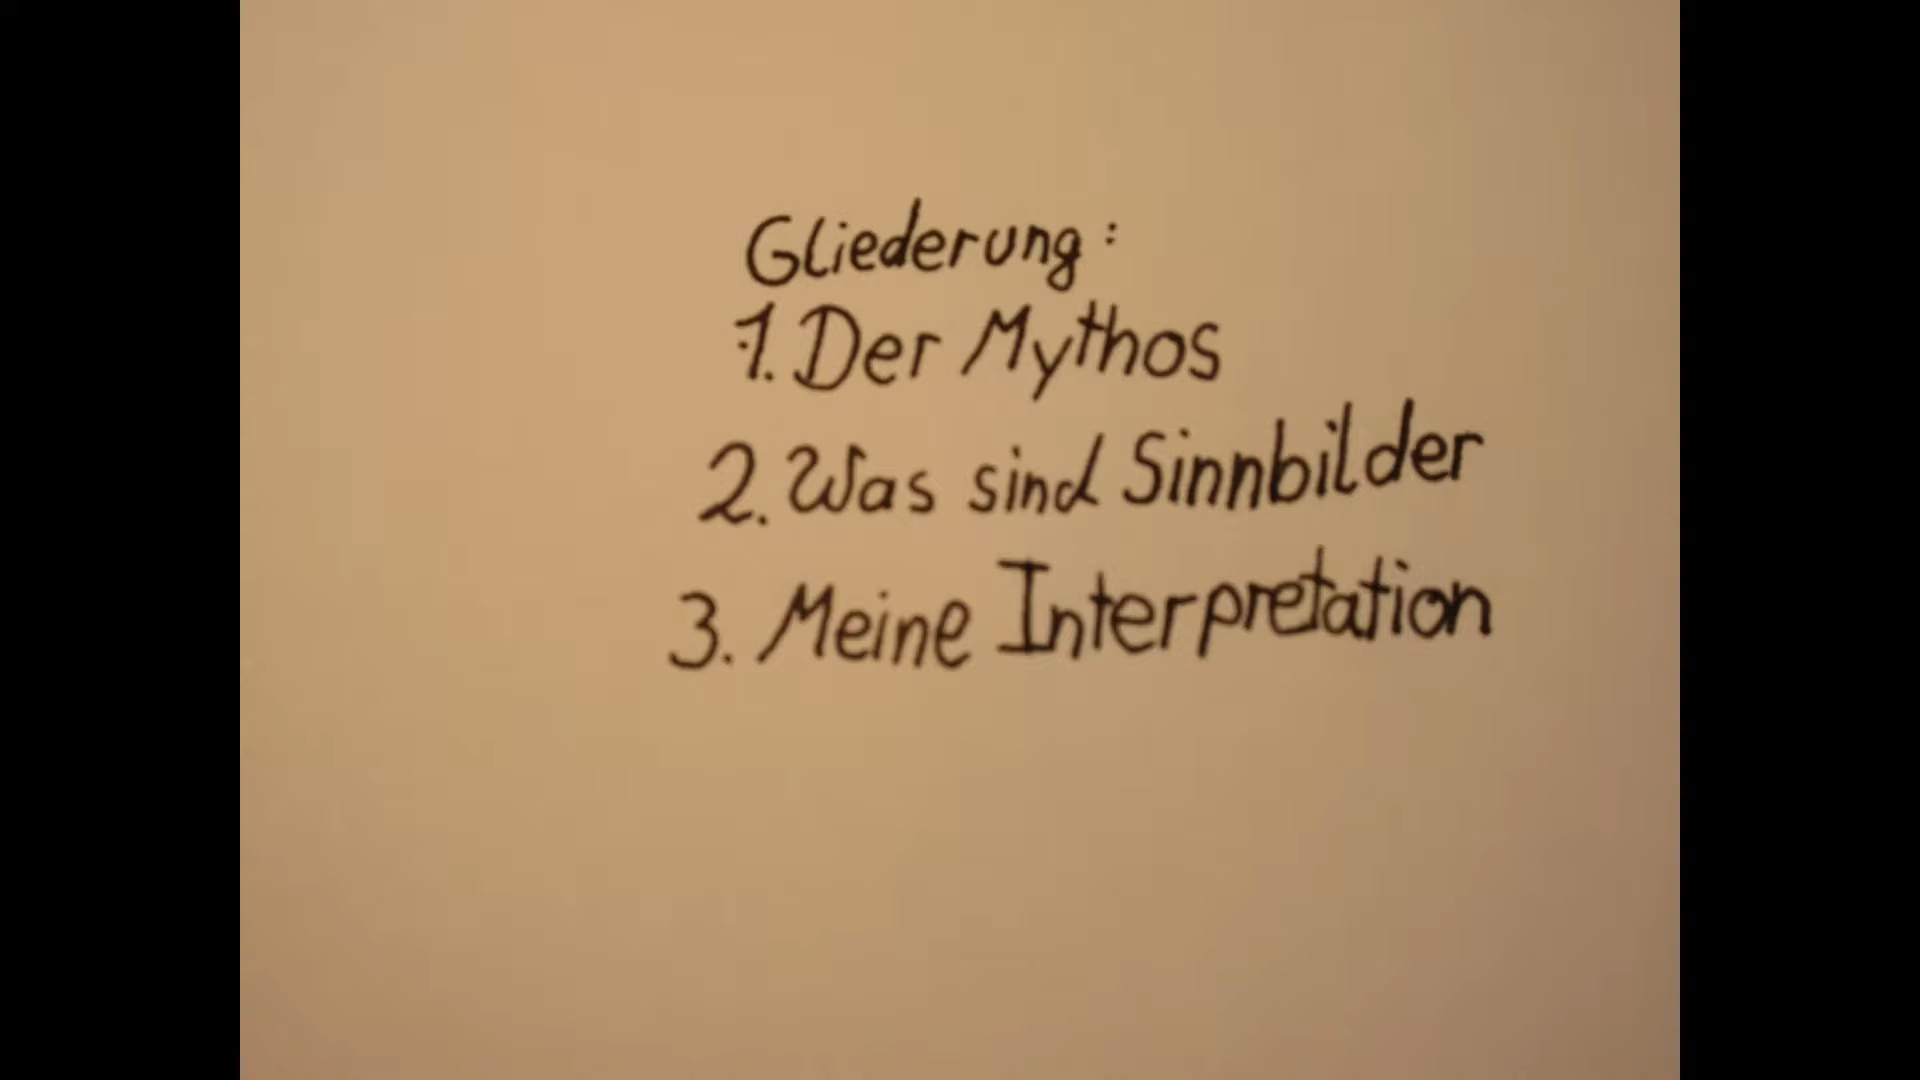 Gliederung:
1. Der Mythos
2. Was sind Sinnbilder
3. Meine Interpretation